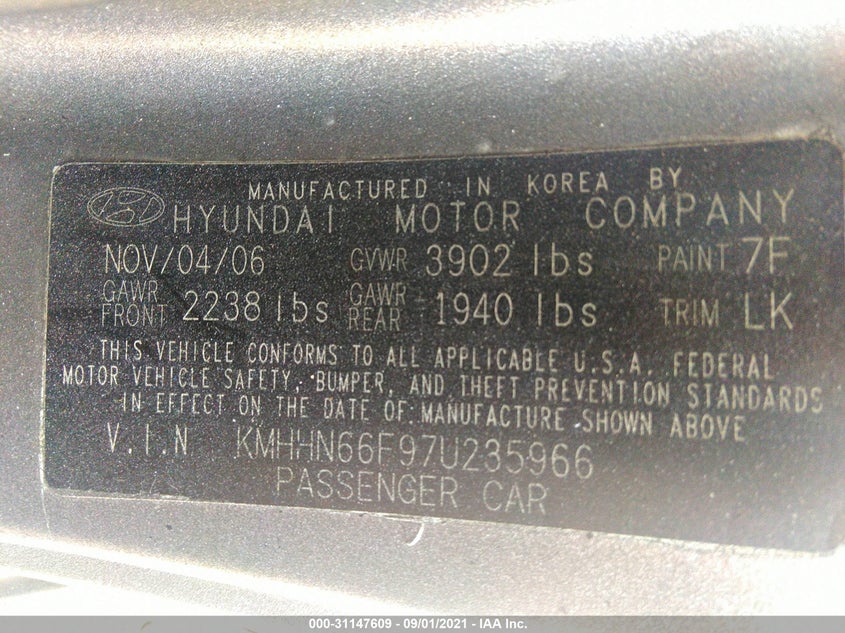 MANUFACTURED IN KOREA BY
HYUNDAI MOTOR COMPANY
NOV/04/06 GVWR 3902 lbs PAINT 7F
GAWR FRONT 2238 lbs GAWR REAR 1940 lbs TRIM LK
THIS VEHICLE CONFORMS TO ALL APPLICABLE U.S.A. FEDERAL
MOTOR VEHICLE SAFETY, BUMPER, AND THEFT PREVENTION STANDARDS
IN EFFECT ON THE DATE OF MANUFACTURE SHOWN ABOVE
V.I.N KMHHN66F97U235966
PASSENGER CAR
000-31147609 - 09/01/2021 - IAA Inc.